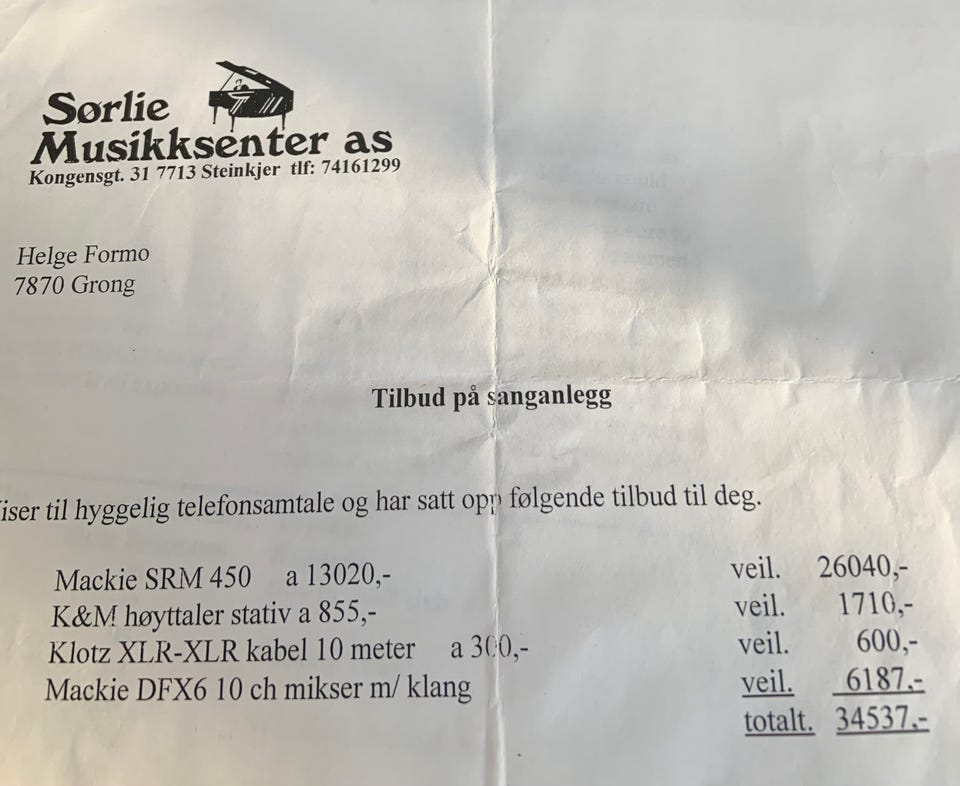 Sørlie
Musikksenter as
Kongensgt. 31 7713 Steinkjer tlf: 74161299
Helge Formo
7870 Grong
Tilbud på sanganlegg
iser til hyggelig telefonsamtale og har satt opp følgende tilbud til deg.
Mackie SRM 450 a 13020,- veil. 26040,-
K&M høyttaler stativ a 855,- veil. 1710,-
Klotz XLR-XLR kabel 10 meter a 300,- veil. 600,-
Mackie DFX6 10 ch mikser m/ klang veil. 6187,-
totalt. 34537,-